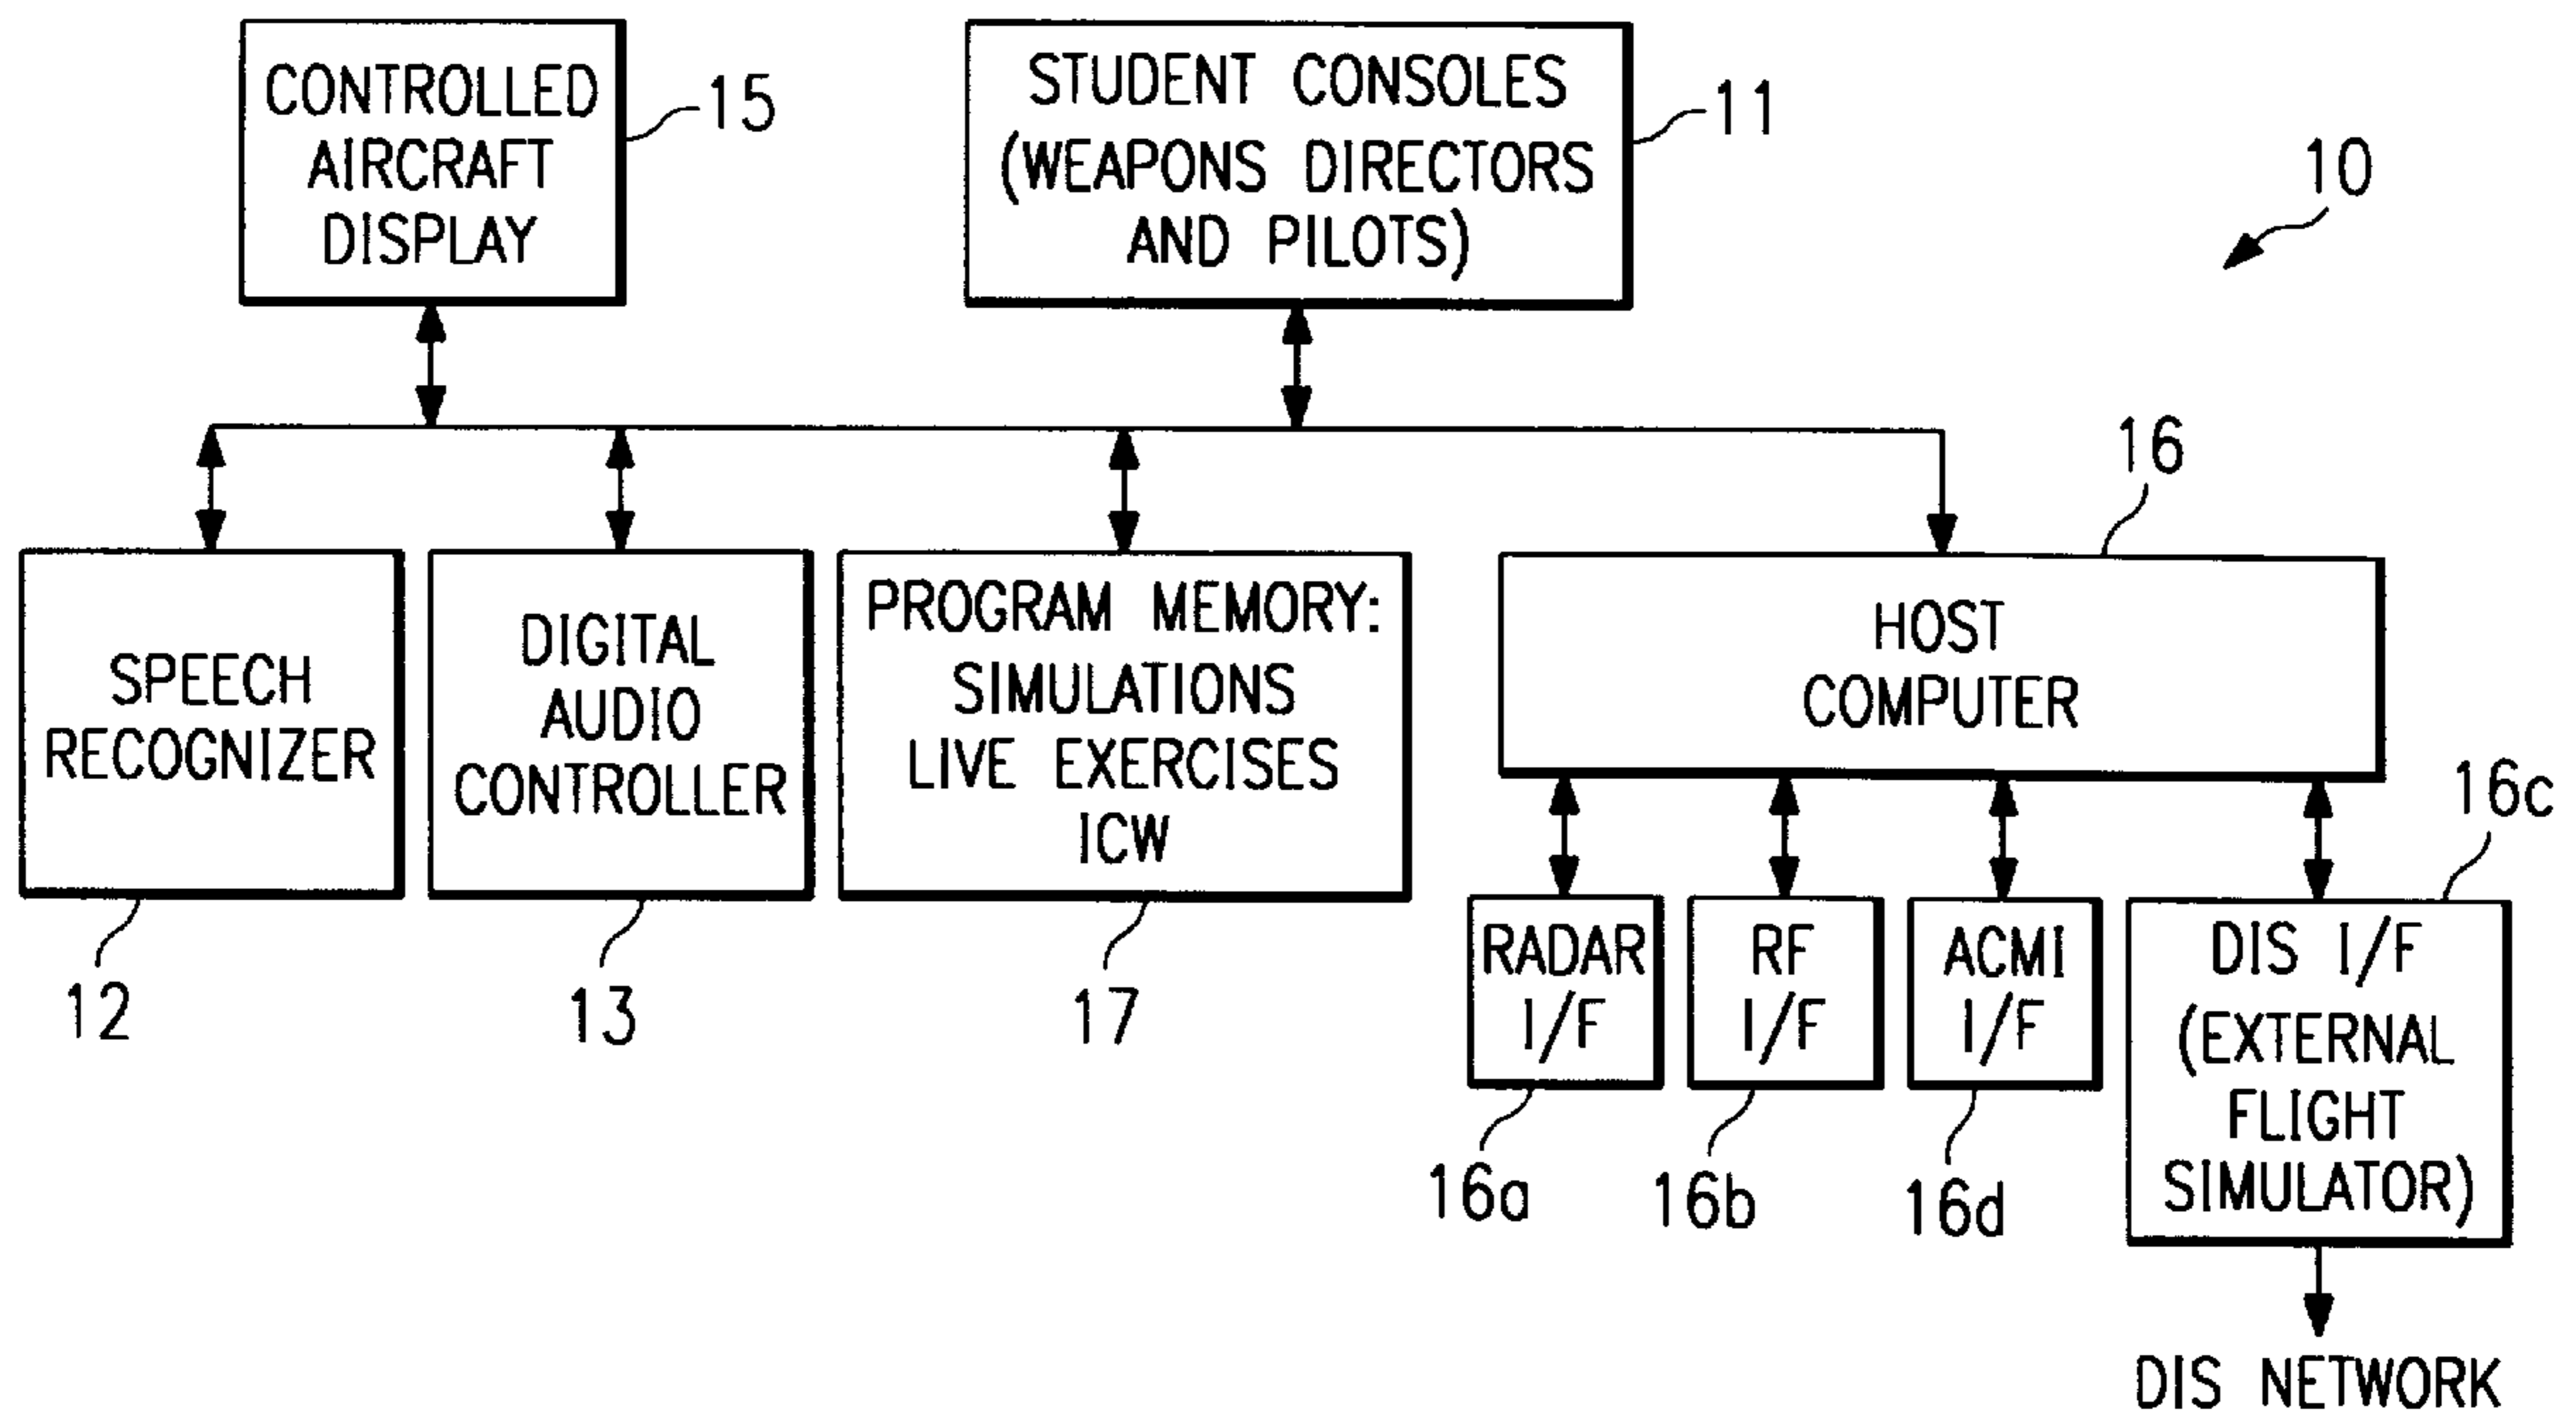 CONTROLLED
AIRCRAFT
DISPLAY
15
STUDENT CONSOLES
(WEAPONS DIRECTORS
AND PILOTS)
11
10
SPEECH
RECOGNIZER
12
DIGITAL
AUDIO
CONTROLLER
13
PROGRAM MEMORY:
SIMULATIONS
LIVE EXERCISES
ICW
17
16
HOST
COMPUTER
RADAR
I/F
16a
RF
I/F
16b
ACMI
I/F
16d
16c
DIS I/F
(EXTERNAL
FLIGHT
SIMULATOR)
DIS NETWORK